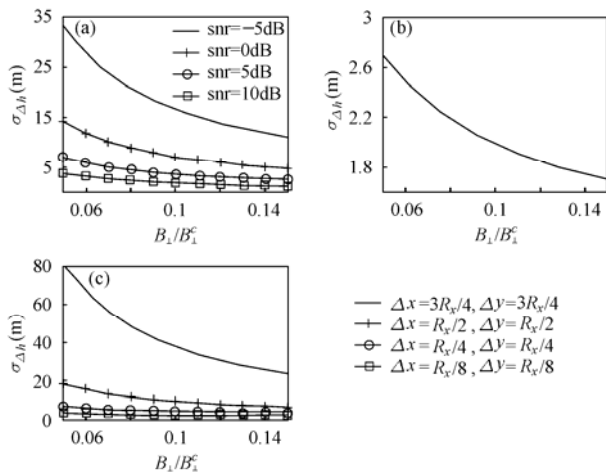 (a)
snr=−5dB
snr=0dB
snr=5dB
snr=10dB
35
25
15
5
σΔh(m)
0.06 0.1 0.14
B⊥/B⊥^c
(b)
3
2.6
2.2
1.8
σΔh(m)
0.06 0.1 0.14
B⊥/B⊥^c
(c)
80
60
40
20
0
σΔh(m)
0.06 0.1 0.14
B⊥/B⊥^c
Δx=3Rx/4, Δy=3Rx/4
Δx=Rx/2, Δy=Rx/2
Δx=Rx/4, Δy=Rx/4
Δx=Rx/8, Δy=Rx/8